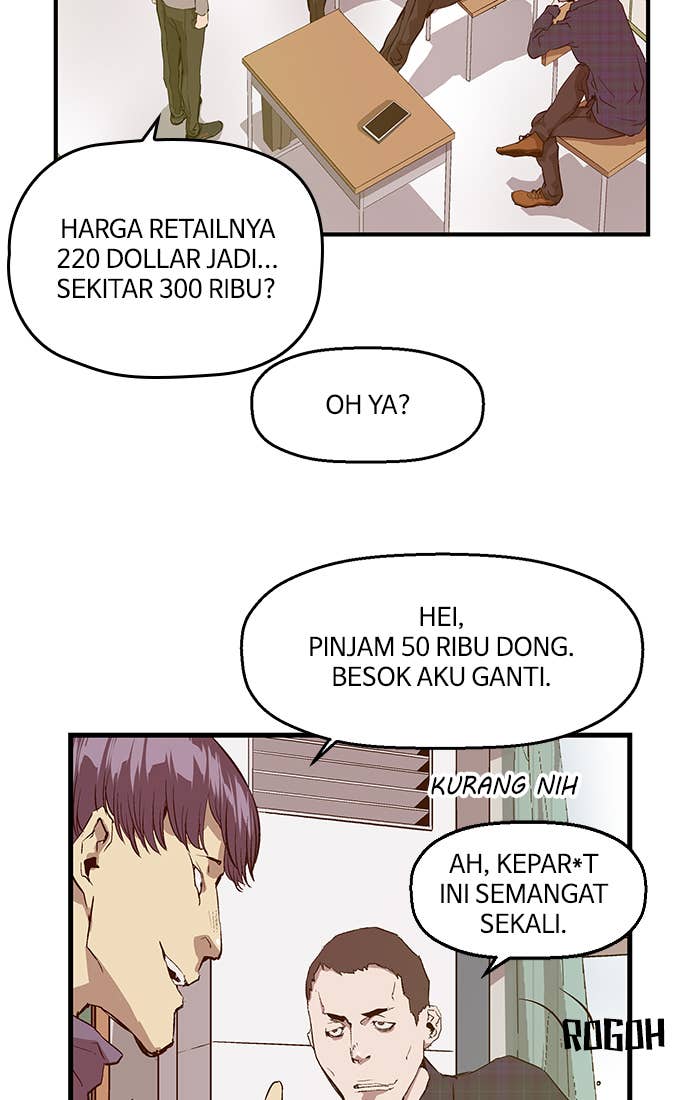 HARGA RETAILNYA
220 DOLLAR JADI...
SEKITAR 300 RIBU?
OH YA?
HEI,
PINJAM 50 RIBU DONG.
BESOK AKU GANTI.
KURANG NIH
AH, KEPAR*T
INI SEMANGAT
SEKALI.
ROGOH